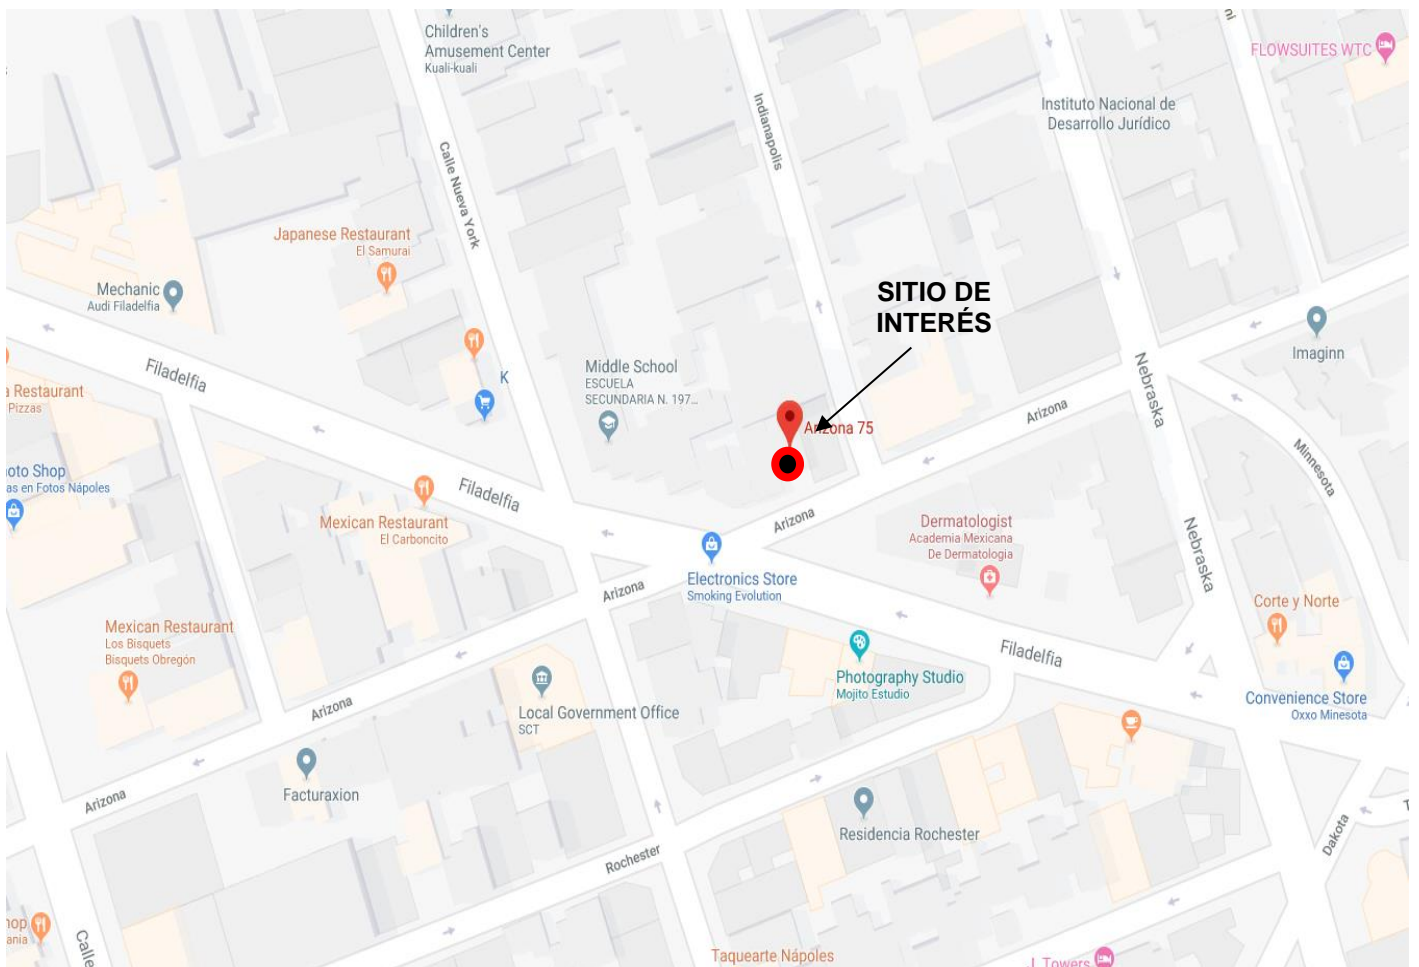 Children's
Amusement Center
Kuali-kuali
FLOWSUITES WTC
Instituto Nacional de
Desarrollo Jurídico
Indianapolis
Calle Nueva York
Japanese Restaurant
El Samurai
Mechanic
Audi Filadelfia
SITIO DE
INTERÉS
Imaginn
Filadelfia
Middle School
ESCUELA
SECUNDARIA N. 197...
K
Nebraska
a Restaurant
Pizzas
Arizona 75
Arizona
Minnesota
oto Shop
as en Fotos Nápoles
Filadelfia
Mexican Restaurant
El Carboncito
Arizona
Dermatologist
Academia Mexicana
De Dermatologia
Nebraska
Electronics Store
Smoking Evolution
Arizona
Corte y Norte
Mexican Restaurant
Los Bisquets
Bisquets Obregón
Filadelfia
Photography Studio
Mojito Estudio
Convenience Store
Oxxo Minesota
Arizona
Local Government Office
SCT
Facturaxion
Arizona
Residencia Rochester
Dakota
Rochester
hop
ania
Calle
Taquearte Nápoles
J. Towers